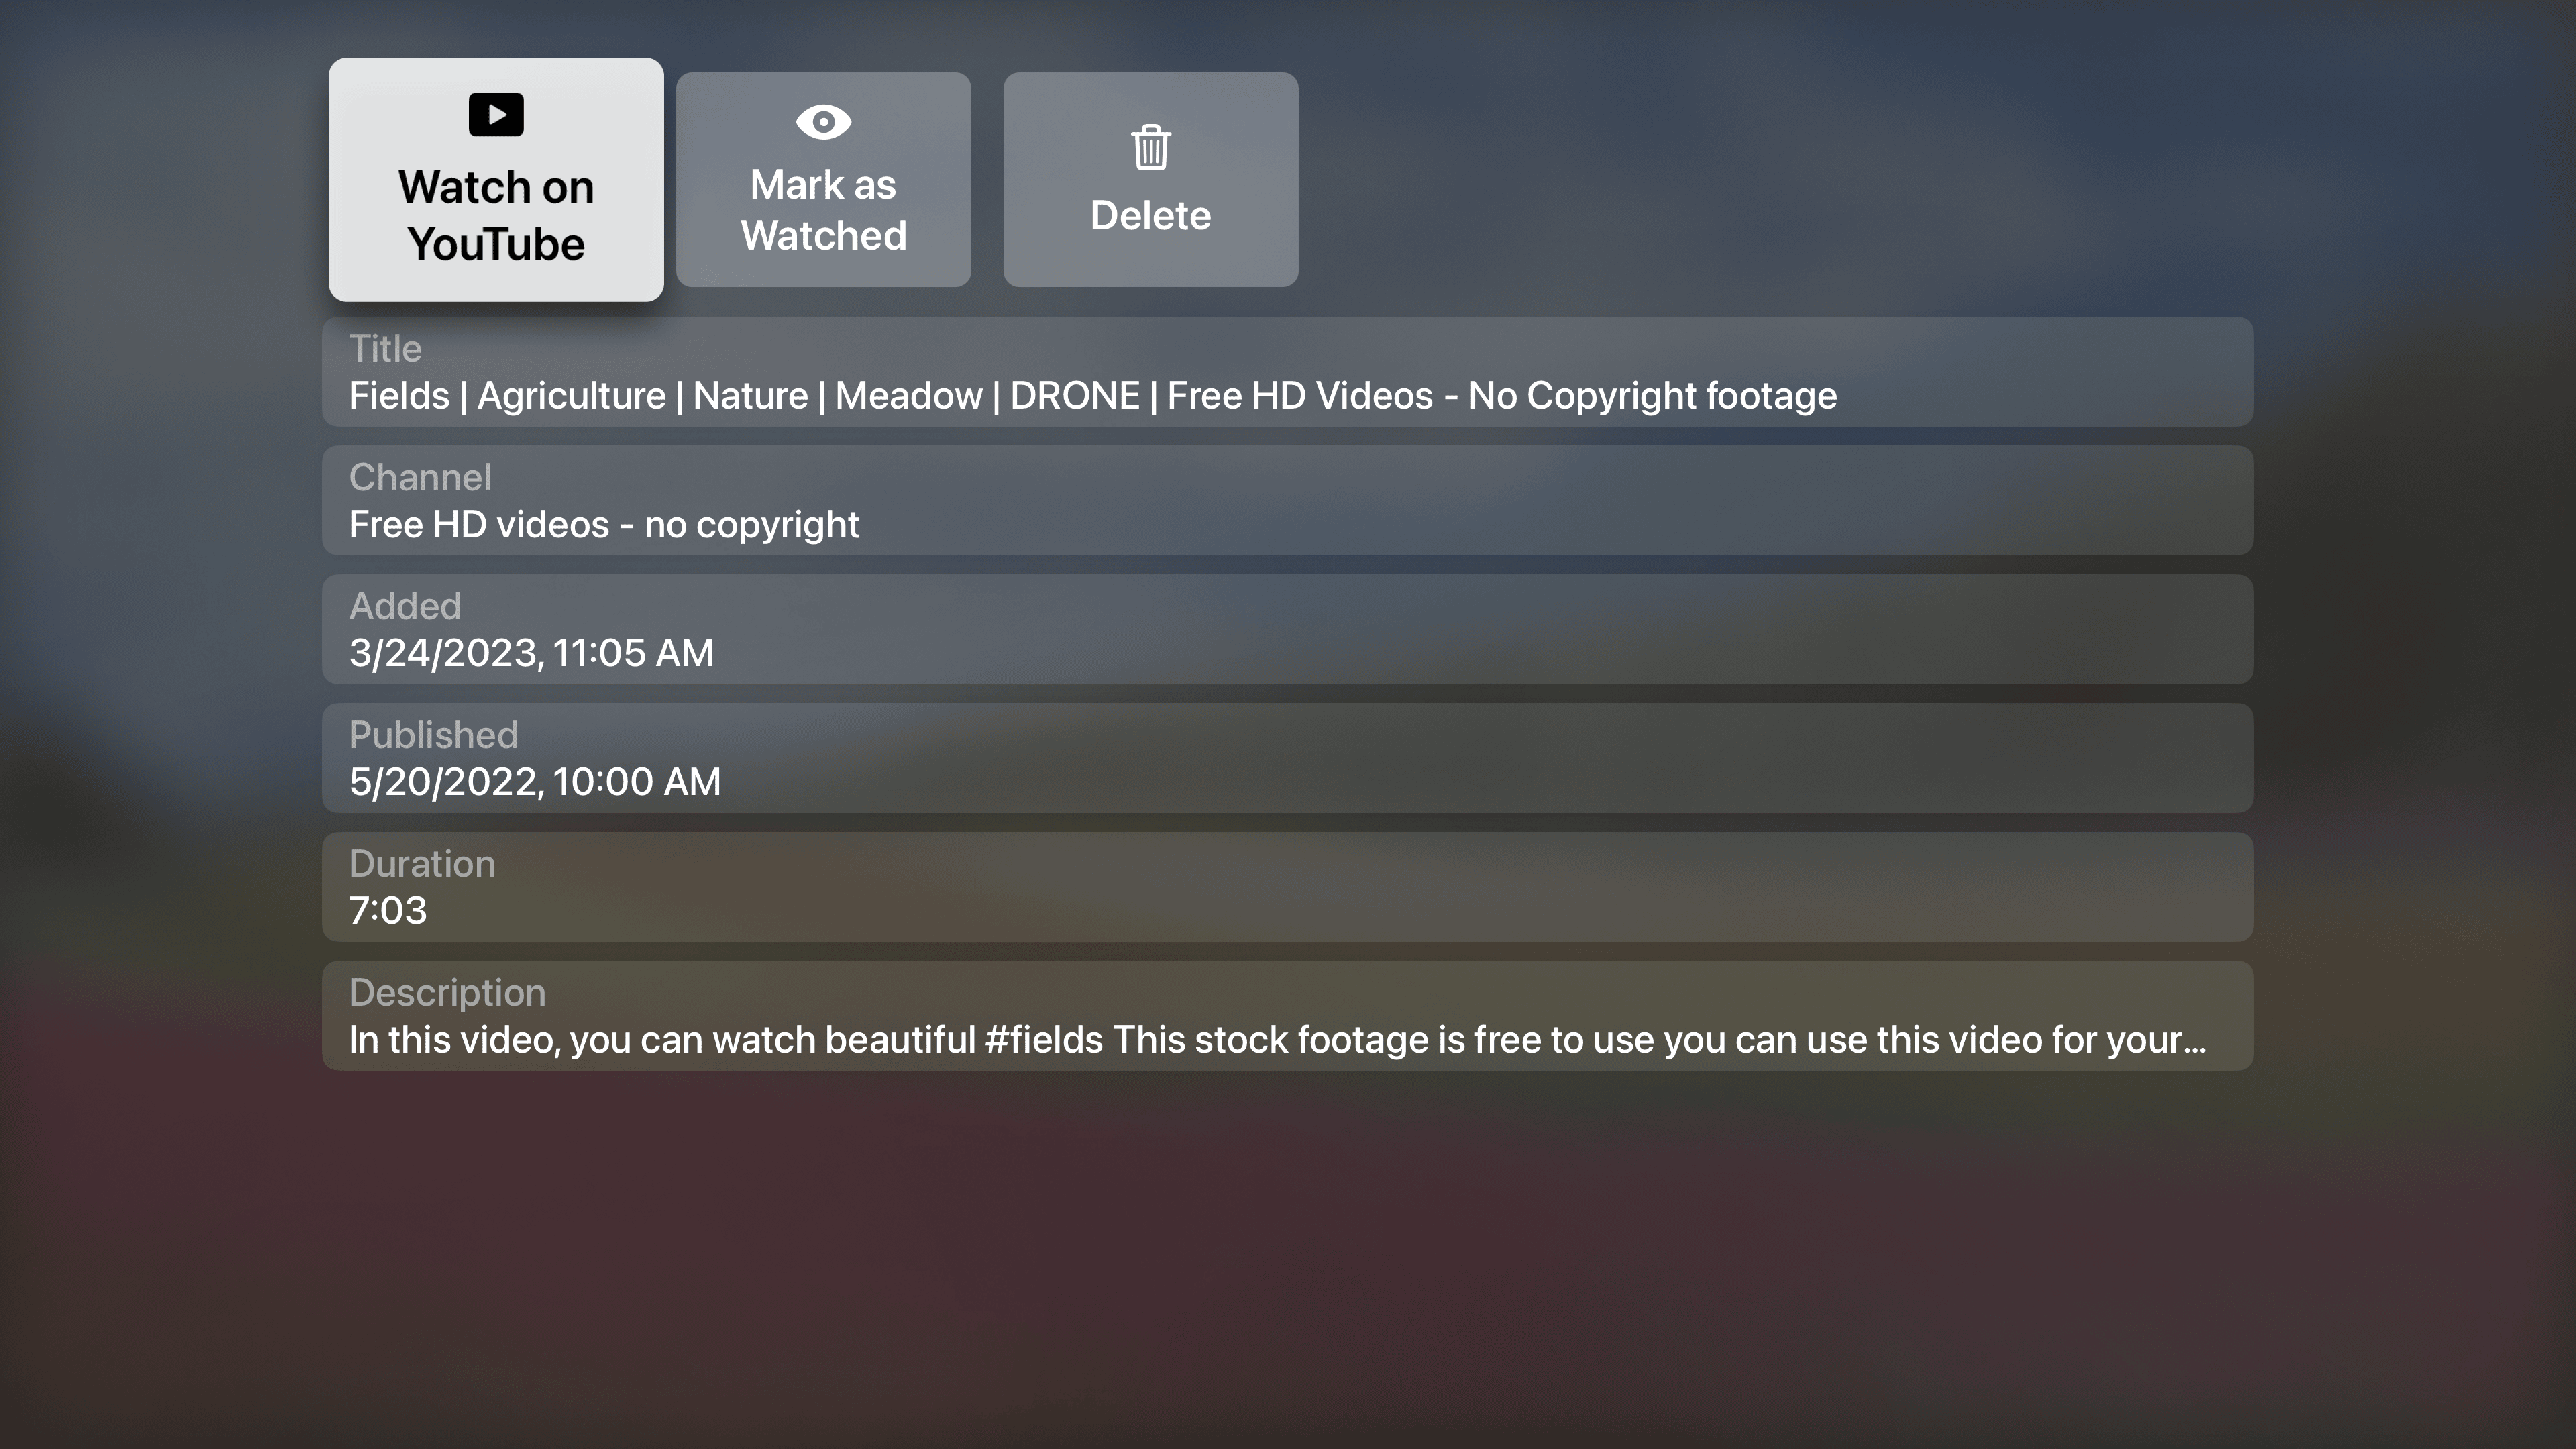 Watch on
YouTube
Mark as
Watched
Delete
Title
Fields | Agriculture | Nature | Meadow | DRONE | Free HD Videos - No Copyright footage
Channel
Free HD videos - no copyright
Added
3/24/2023, 11:05 AM
Published
5/20/2022, 10:00 AM
Duration
7:03
Description
In this video, you can watch beautiful #fields This stock footage is free to use you can use this video for your...